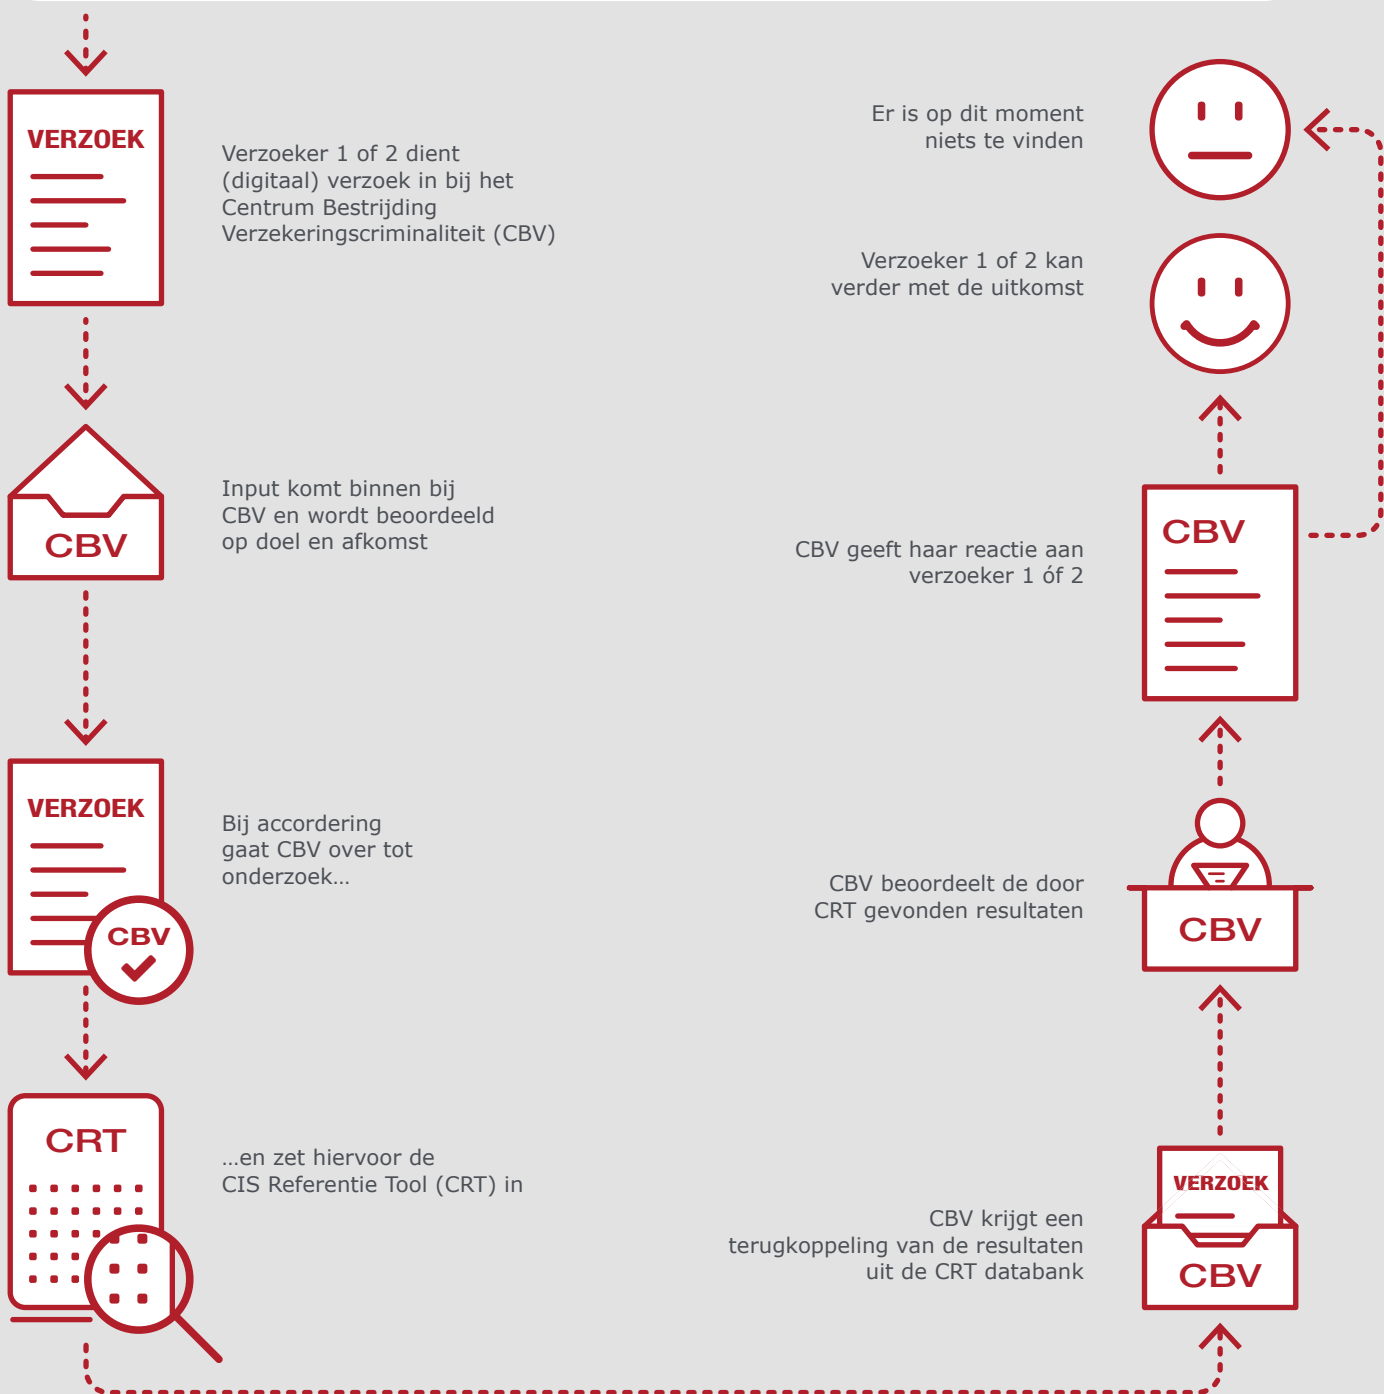 VERZOEK
Verzoeker 1 of 2 dient
(digitaal) verzoek in bij het
Centrum Bestrijding
Verzekeringscriminaliteit (CBV)
CBV
Input komt binnen bij
CBV en wordt beoordeeld
op doel en afkomst
VERZOEK
CBV
Bij accordering
gaat CBV over tot
onderzoek...
CRT
...en zet hiervoor de
CIS Referentie Tool (CRT) in
VERZOEK
CBV
CBV krijgt een
terugkoppeling van de resultaten
uit de CRT databank
CBV
CBV beoordeelt de door
CRT gevonden resultaten
CBV
CBV geeft haar reactie aan
verzoeker 1 óf 2
Verzoeker 1 of 2 kan
verder met de uitkomst
Er is op dit moment
niets te vinden